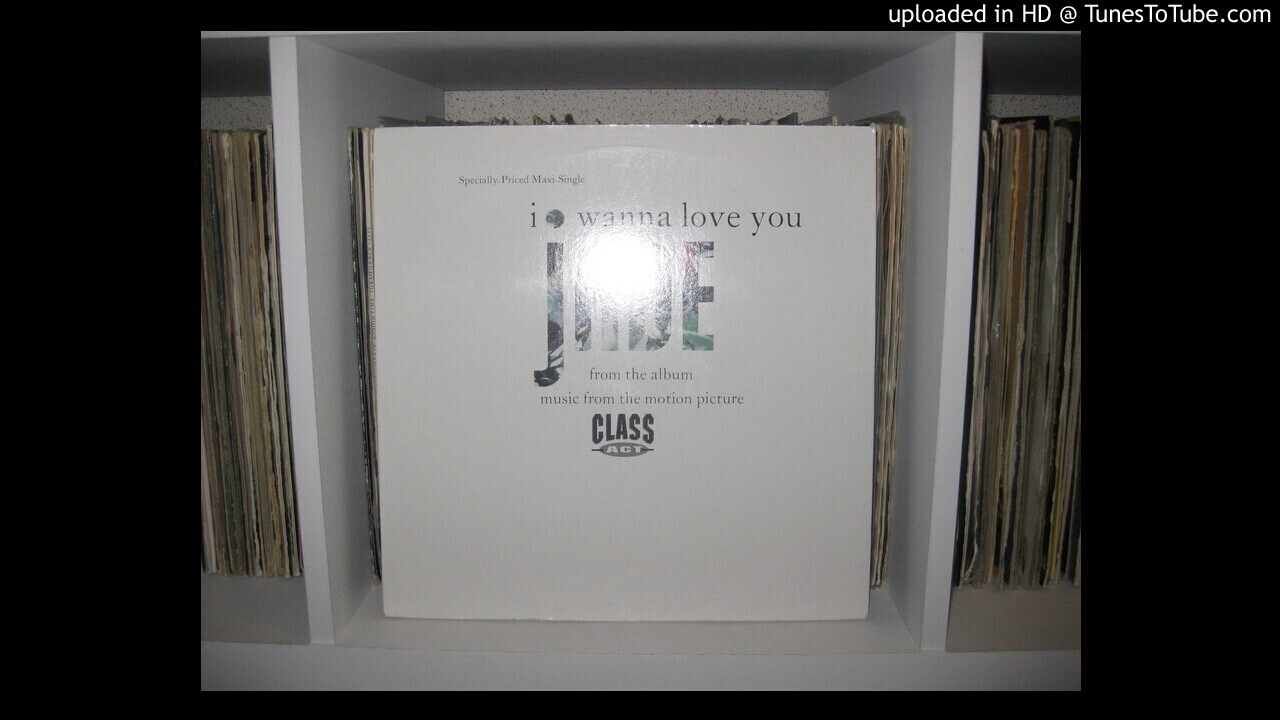 uploaded in HD @ TunesToTube.com
Specially-Priced Maxi-Single
i wanna love you
jADE
from the album
music from the motion picture
CLASS
ACT